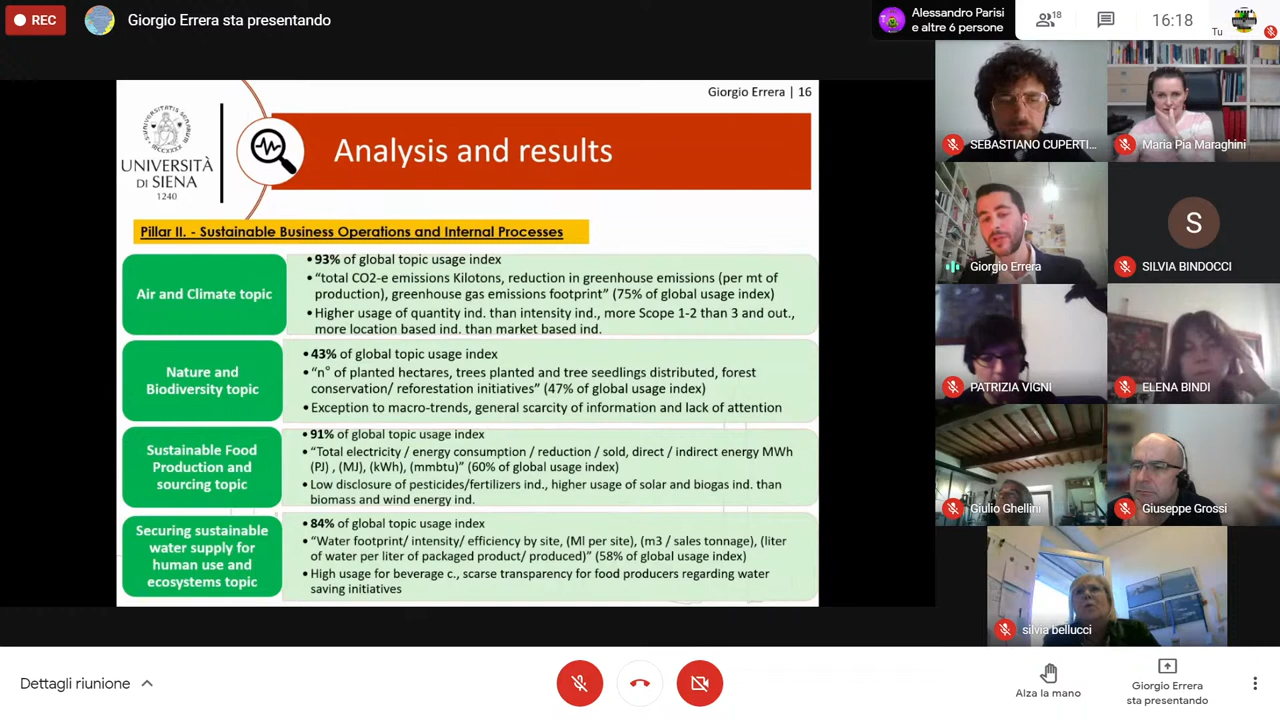 REC
Giorgio Errera sta presentando
Alessandro Parisi
e altre 6 persone
18
16:18
Tu
Giorgio Errera | 16
UNIVERSITÀ
DI SIENA
1240
Analysis and results
Pillar II. - Sustainable Business Operations and Internal Processes
Air and Climate topic
•93% of global topic usage index
•“total CO2-e emissions Kilotons, reduction in greenhouse emissions (per mt of
production), greenhouse gas emissions footprint” (75% of global usage index)
•Higher usage of quantity ind. than intensity ind., more Scope 1-2 than 3 and out.,
more location based ind. than market based ind.
Nature and
Biodiversity topic
•43% of global topic usage index
•“n° of planted hectares, trees planted and tree seedlings distributed, forest
conservation/ reforestation initiatives” (47% of global usage index)
•Exception to macro-trends, general scarcity of information and lack of attention
Sustainable Food
Production and
sourcing topic
•91% of global topic usage index
•“Total electricity / energy consumption / reduction / sold, direct / indirect energy MWh
(PJ) , (MJ), (kWh), (mmbtu)” (60% of global usage index)
•Low disclosure of pesticides/fertilizers ind., higher usage of solar and biogas ind. than
biomass and wind energy ind.
Securing sustainable
water supply for
human use and
ecosystems topic
•84% of global topic usage index
•“Water footprint/ intensity/ efficiency by site, (Ml per site), (m3 / sales tonnage), (liter
of water per liter of packaged product/ produced)” (58% of global usage index)
•High usage for beverage c., scarse transparency for food producers regarding water
saving initiatives
SEBASTIANO CUPERTI...
Maria Pia Maraghini
Giorgio Errera
S
SILVIA BINDOCCI
PATRIZIA VIGNI
ELENA BINDI
Giulio Ghellini
Giuseppe Grossi
silvia bellucci
Dettagli riunione
Alza la mano
Giorgio Errera
sta presentando